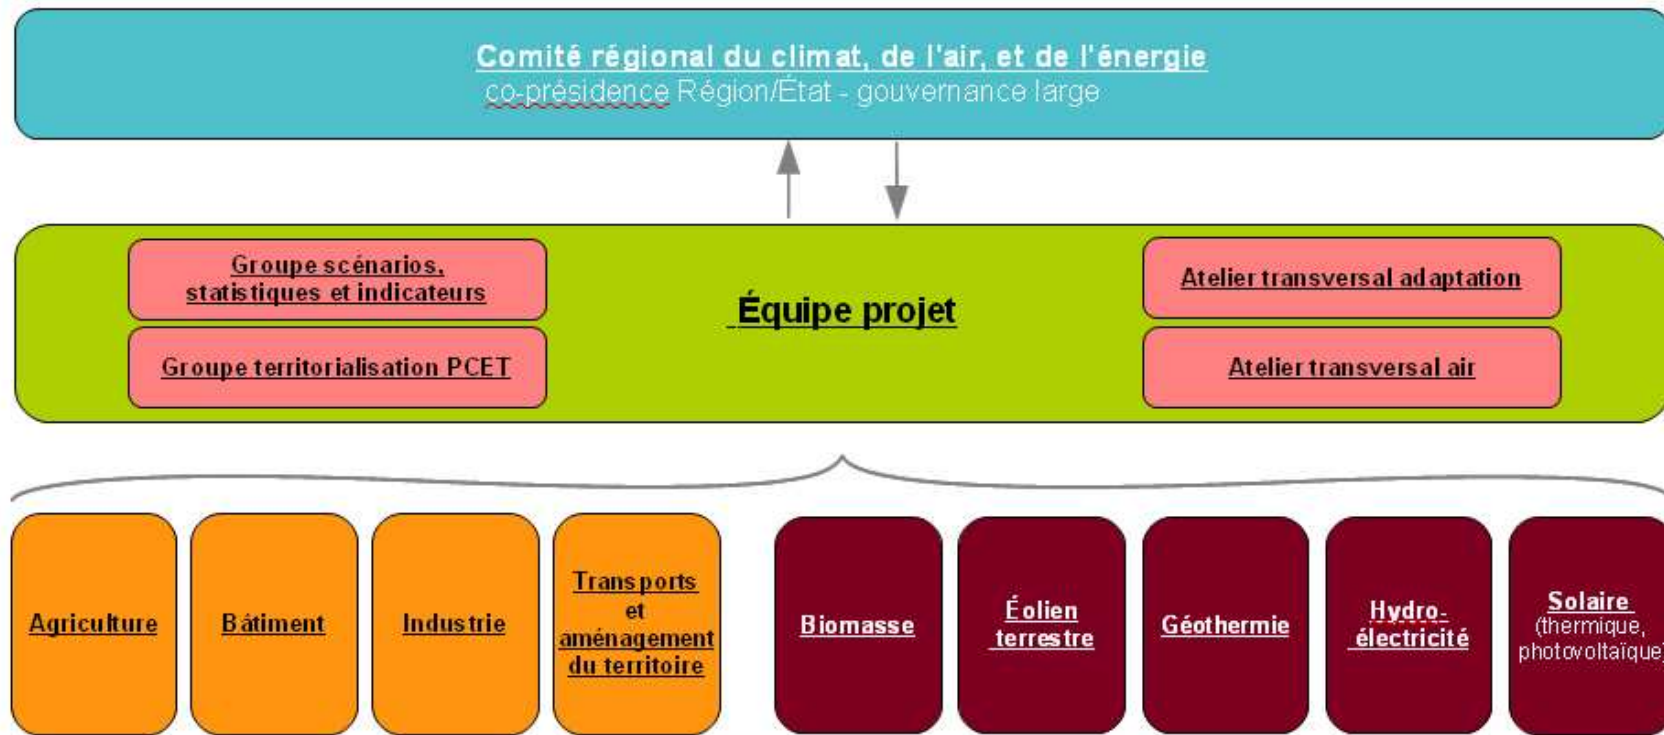 Comité régional du climat, de l'air, et de l'énergie
co-présidence Région/État - gouvernance large
Groupe scénarios,
statistiques et indicateurs
Groupe territorialisation PCET
Équipe projet
Atelier transversal adaptation
Atelier transversal air
Agriculture
Bâtiment
Industrie
Transports
et
aménagement
du territoire
Biomasse
Éolien
terrestre
Géothermie
Hydro-
électricité
Solaire
(thermique,
photovoltaïque)